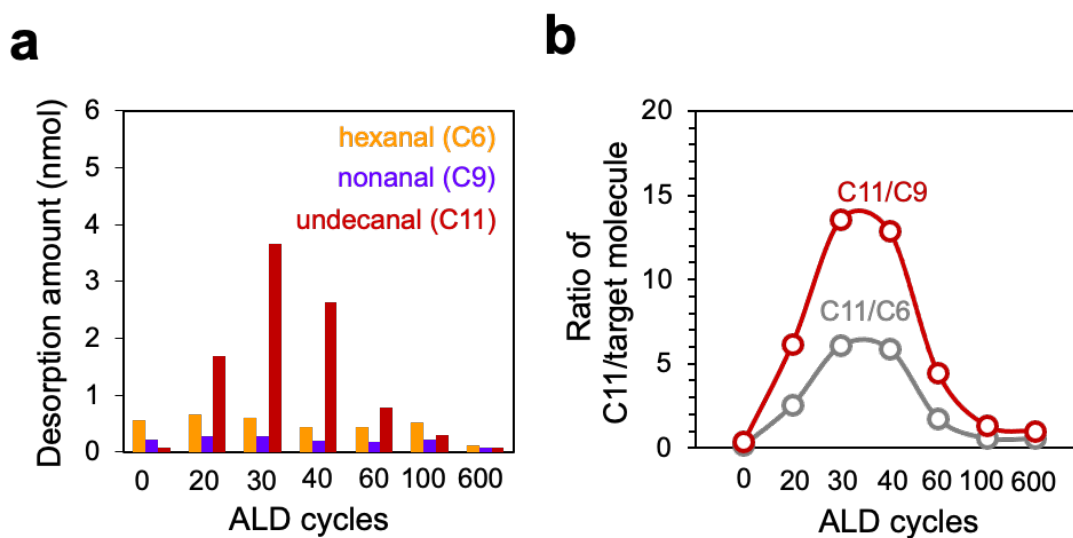 a
Desorption amount (nmol)
6
5
4
3
2
1
0
hexanal (C6)
nonanal (C9)
undecanal (C11)
0 20 30 40 60 100 600
ALD cycles
b
Ratio of
C11/target molecule
20
15
10
5
0
C11/C9
C11/C6
0 20 30 40 60 100 600
ALD cycles